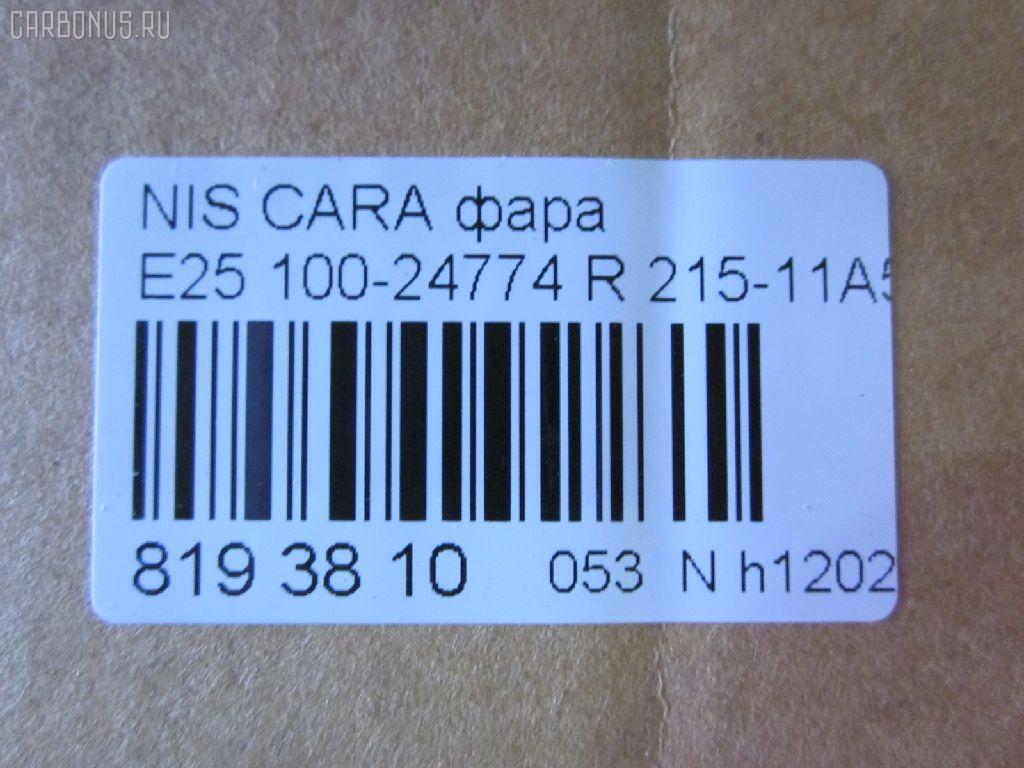 CARBONUS.RU
NIS CARA фара
E25 100-24774 R 215-11A5
819 38 10 053 N h1202